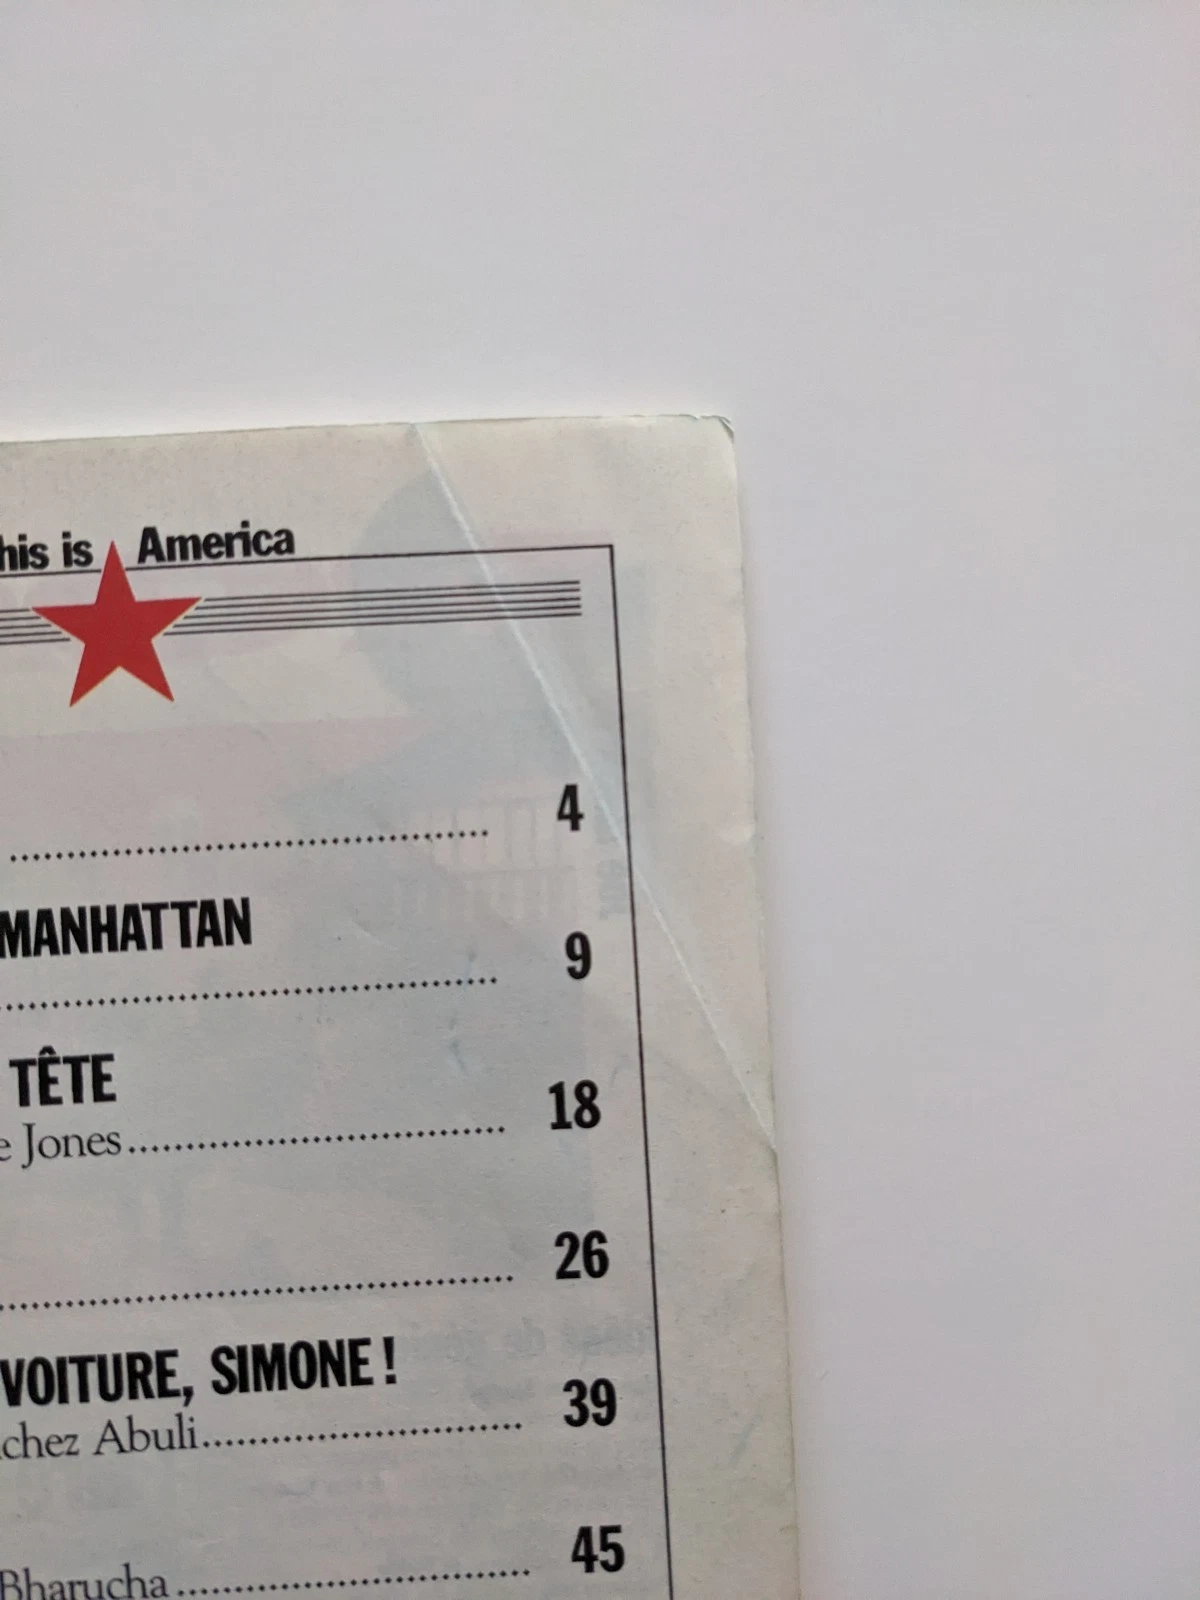 his is America
4
MANHATTAN
9
TÊTE
e Jones 18
26
VOITURE, SIMONE !
chez Abuli 39
45
Bharucha